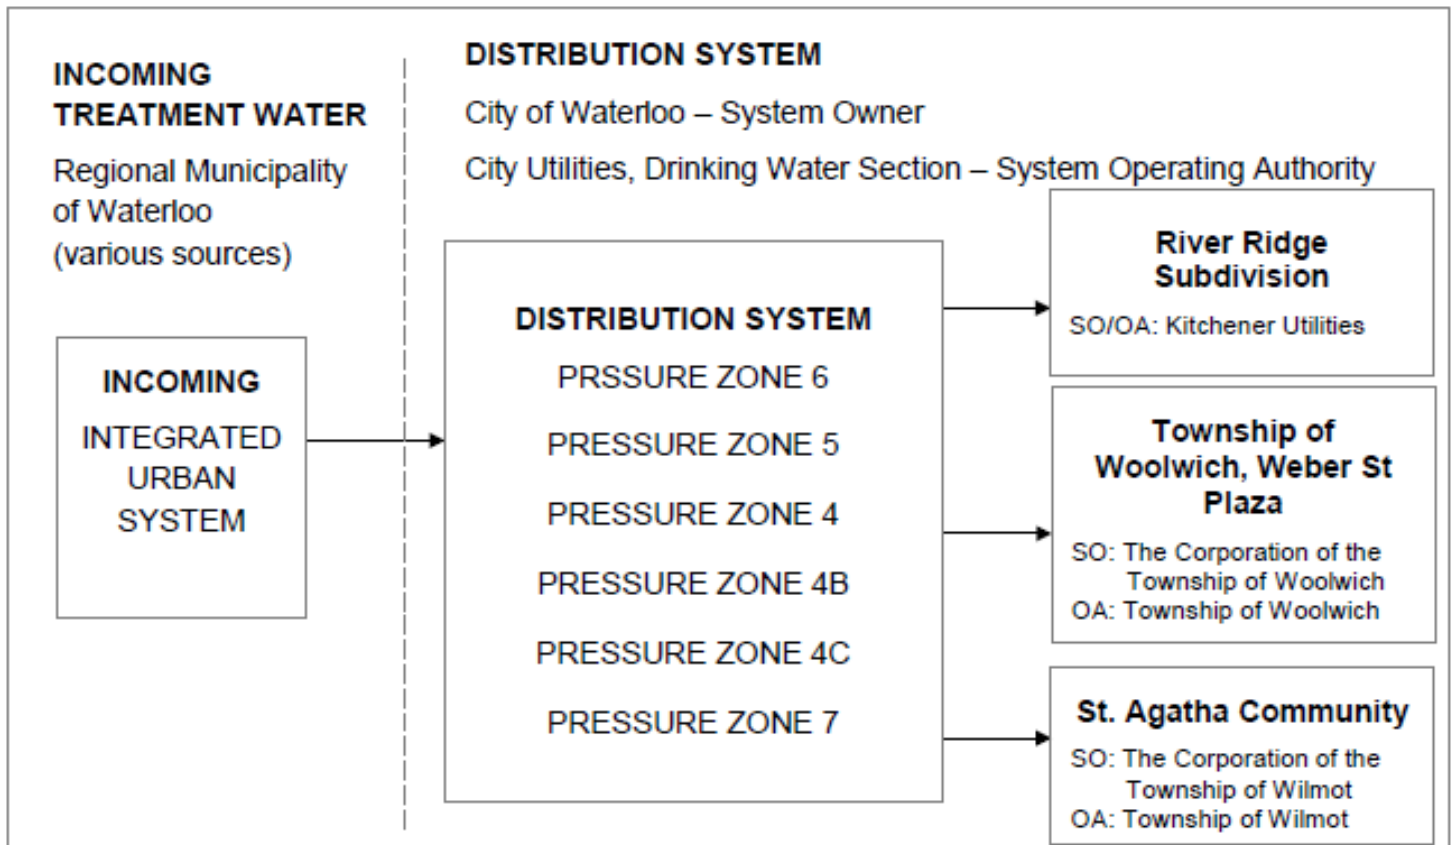 INCOMING
TREATMENT WATER
Regional Municipality
of Waterloo
(various sources)
INCOMING
INTEGRATED
URBAN
SYSTEM
DISTRIBUTION SYSTEM
City of Waterloo – System Owner
City Utilities, Drinking Water Section – System Operating Authority
DISTRIBUTION SYSTEM
PRSSURE ZONE 6
PRESSURE ZONE 5
PRESSURE ZONE 4
PRESSURE ZONE 4B
PRESSURE ZONE 4C
PRESSURE ZONE 7
River Ridge
Subdivision
SO/OA: Kitchener Utilities
Township of
Woolwich, Weber St
Plaza
SO: The Corporation of the
Township of Woolwich
OA: Township of Woolwich
St. Agatha Community
SO: The Corporation of the
Township of Wilmot
OA: Township of Wilmot